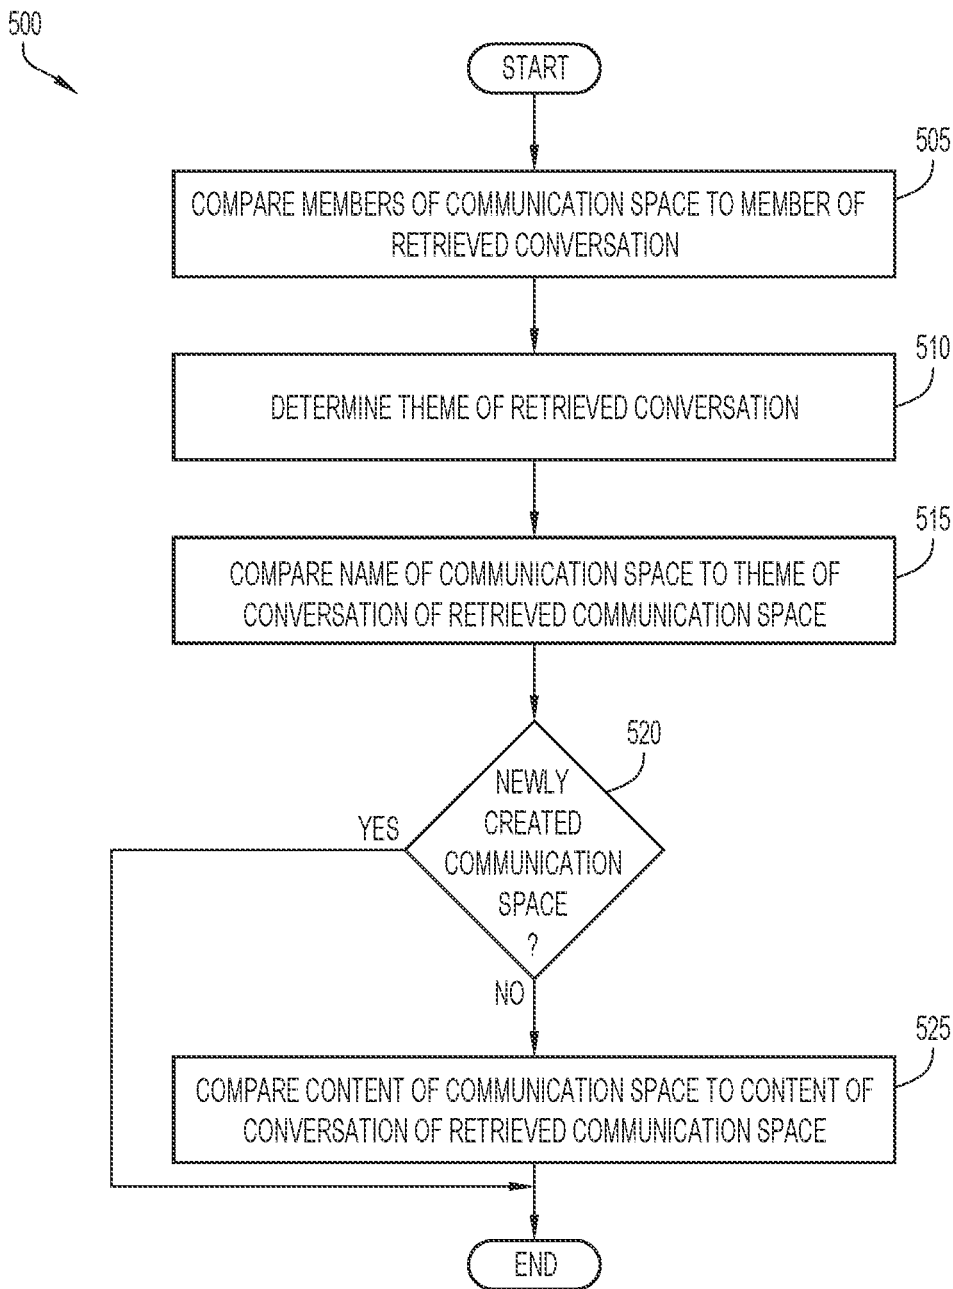 500
START
505
COMPARE MEMBERS OF COMMUNICATION SPACE TO MEMBER OF
RETRIEVED CONVERSATION
510
DETERMINE THEME OF RETRIEVED CONVERSATION
515
COMPARE NAME OF COMMUNICATION SPACE TO THEME OF
CONVERSATION OF RETRIEVED COMMUNICATION SPACE
520
NEWLY
CREATED
COMMUNICATION
SPACE
?
YES
NO
525
COMPARE CONTENT OF COMMUNICATION SPACE TO CONTENT OF
CONVERSATION OF RETRIEVED COMMUNICATION SPACE
END